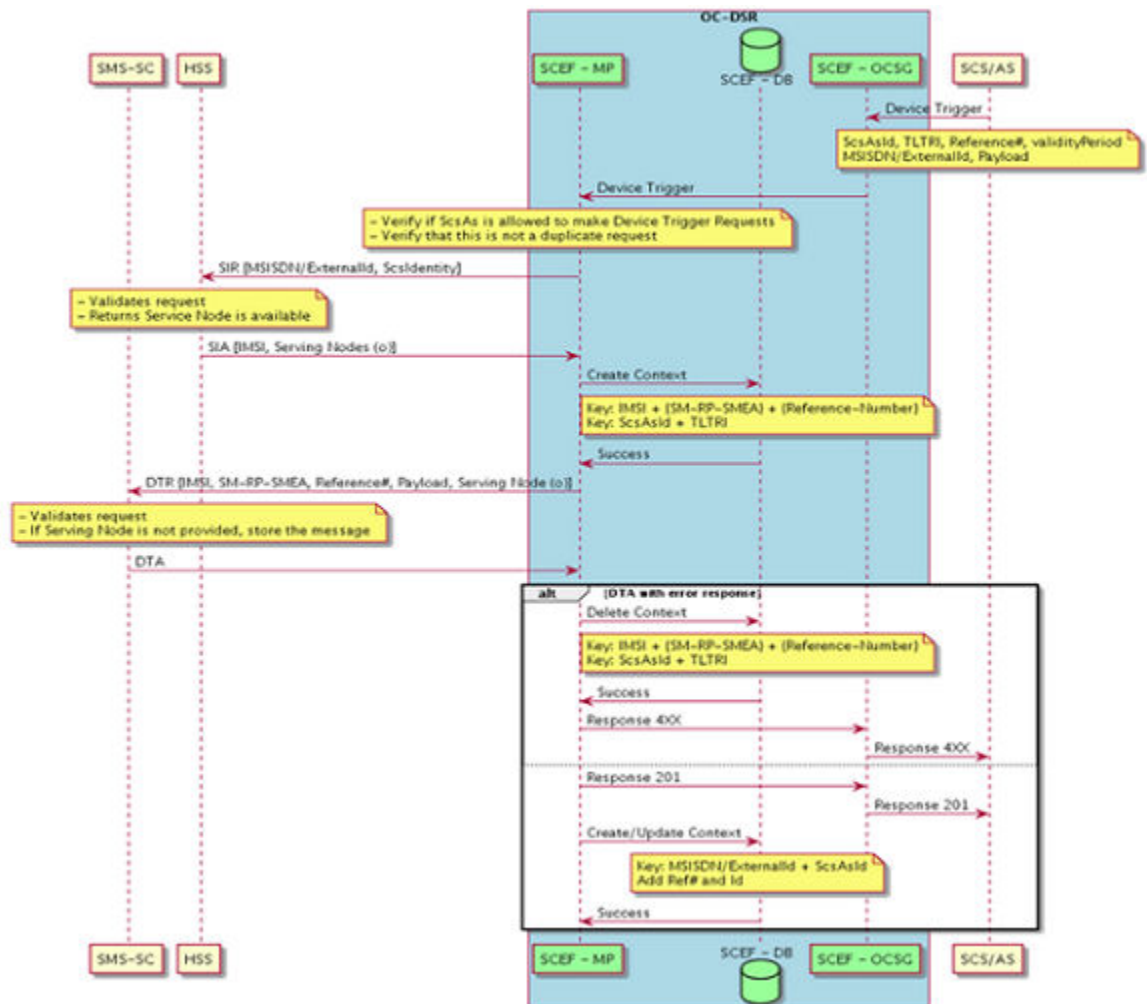 OC-DSR
SMS-SC
HSS
SCEF - MP
SCEF - DB
SCEF - OCSG
SCS/AS
Device Trigger
ScsAsId, TLTRI, Reference#, validityPeriod
MSISDN/ExternalId, Payload
Device Trigger
- Verify if ScsAs is allowed to make Device Trigger Requests
- Verify that this is not a duplicate request
SIR [MSISDN/ExternalId, ScsIdentity]
- Validates request
- Returns Service Node is available
SIA [IMSI, Serving Nodes (o)]
Create Context
Key: IMSI + (SM-RP-SMEA) + (Reference-Number)
Key: ScsAsId + TLTRI
Success
DTR [IMSI, SM-RP-SMEA, Reference#, Payload, Serving Node (o)]
- Validates request
- If Serving Node is not provided, store the message
DTA
alt [DTA with error response]
Delete Context
Key: IMSI + (SM-RP-SMEA) + (Reference-Number)
Key: ScsAsId + TLTRI
Success
Response 4XX
Response 4XX
Response 201
Response 201
Create/Update Context
Key: MSISDN/ExternalId + ScsAsId
Add Ref# and Id
Success
SMS-SC
HSS
SCEF - MP
SCEF - DB
SCEF - OCSG
SCS/AS